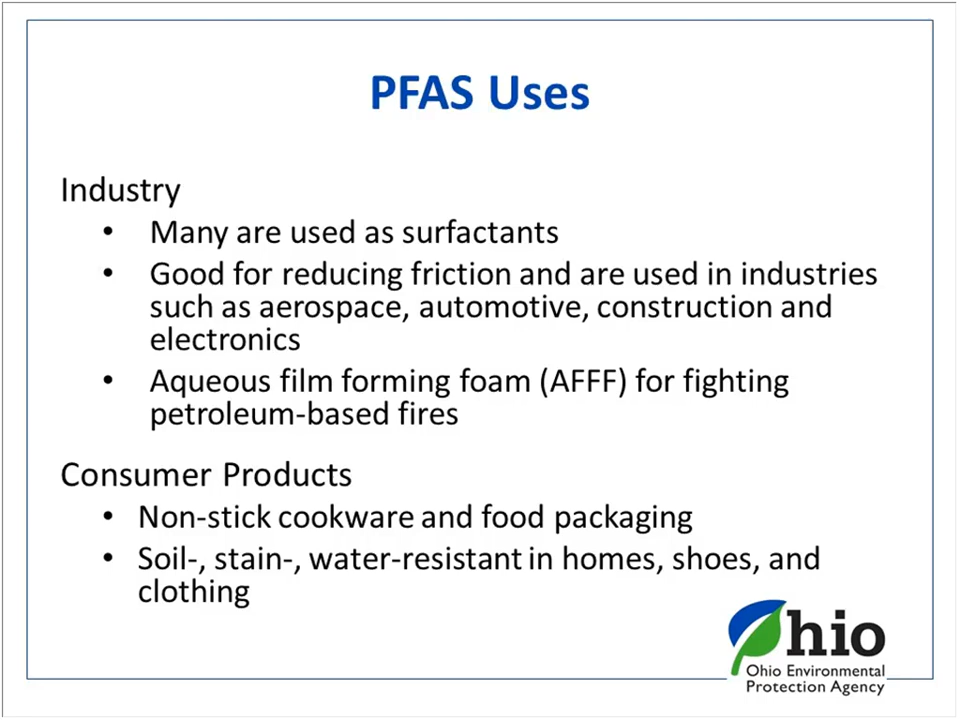 PFAS Uses
Industry
• Many are used as surfactants
• Good for reducing friction and are used in industries
such as aerospace, automotive, construction and
electronics
• Aqueous film forming foam (AFFF) for fighting
petroleum-based fires
Consumer Products
• Non-stick cookware and food packaging
• Soil-, stain-, water-resistant in homes, shoes, and
clothing
Ohio
Ohio Environmental
Protection Agency